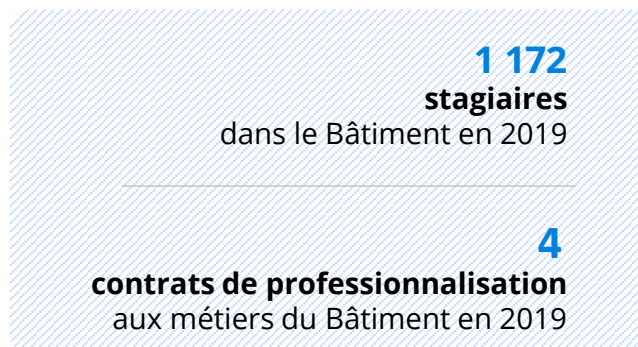 1 172
stagiaires
dans le Bâtiment en 2019
4
contrats de professionnalisation
aux métiers du Bâtiment en 2019